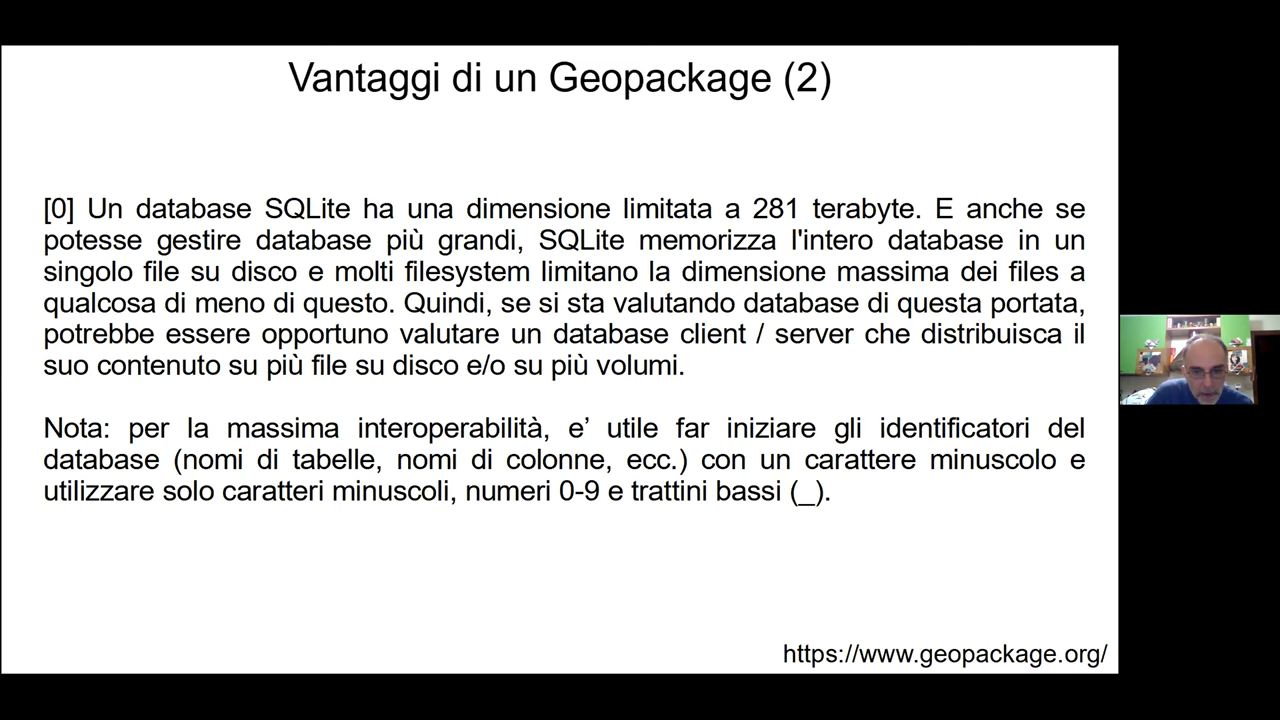 Vantaggi di un Geopackage (2)
[0] Un database SQLite ha una dimensione limitata a 281 terabyte. E anche se
potesse gestire database più grandi, SQLite memorizza l'intero database in un
singolo file su disco e molti filesystem limitano la dimensione massima dei files a
qualcosa di meno di questo. Quindi, se si sta valutando database di questa portata,
potrebbe essere opportuno valutare un database client / server che distribuisca il
suo contenuto su più file su disco e/o su più volumi.
Nota: per la massima interoperabilità, e’ utile far iniziare gli identificatori del
database (nomi di tabelle, nomi di colonne, ecc.) con un carattere minuscolo e
utilizzare solo caratteri minuscoli, numeri 0-9 e trattini bassi (_).
https://www.geopackage.org/